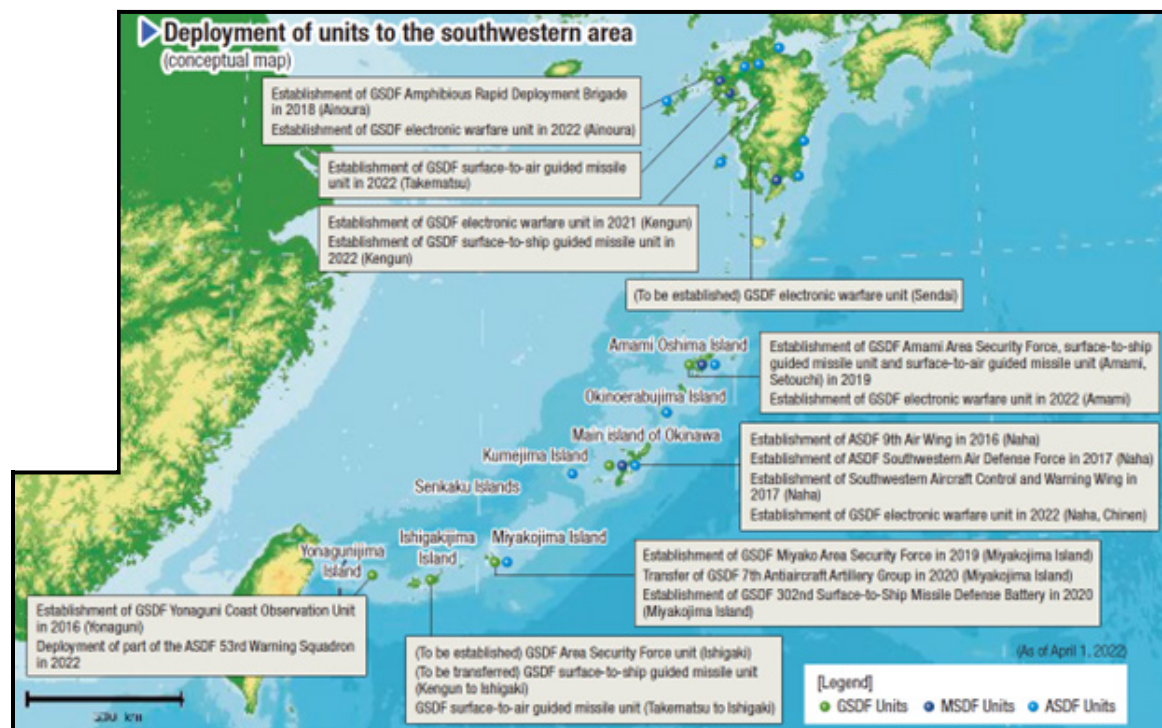 Deployment of units to the southwestern area
(conceptual map)
Establishment of GSDF Amphibious Rapid Deployment Brigade
in 2018 (Ainoura)
Establishment of GSDF electronic warfare unit in 2022 (Ainoura)
Establishment of GSDF surface-to-air guided missile
unit in 2022 (Takematsu)
Establishment of GSDF electronic warfare unit in 2021 (Kengun)
Establishment of GSDF surface-to-ship guided missile unit in
2022 (Kengun)
(To be established) GSDF electronic warfare unit (Sendai)
Amami Oshima Island
Establishment of GSDF Amami Area Security Force, surface-to-ship
guided missile unit and surface-to-air guided missile unit (Amami,
Setouchi) in 2019
Establishment of GSDF electronic warfare unit in 2022 (Amami)
Okinoerabujima Island
Main island of Okinawa
Kumejima Island
Senkaku Islands
Establishment of ASDF 9th Air Wing in 2016 (Naha)
Establishment of ASDF Southwestern Air Defense Force in 2017 (Naha)
Establishment of Southwestern Aircraft Control and Warning Wing in
2017 (Naha)
Establishment of GSDF electronic warfare unit in 2022 (Naha, Chinen)
Yonagunijima
Island
Ishigakijima
Island
Miyakojima Island
Establishment of GSDF Miyako Area Security Force in 2019 (Miyakojima Island)
Transfer of GSDF 7th Antiaircraft Artillery Group in 2020 (Miyakojima Island)
Establishment of GSDF 302nd Surface-to-Ship Missile Defense Battery in 2020
(Miyakojima Island)
Establishment of GSDF Yonaguni Coast Observation Unit
in 2016 (Yonaguni)
Deployment of part of the ASDF 53rd Warning Squadron
in 2022
(To be established) GSDF Area Security Force unit (Ishigaki)
(To be transferred) GSDF surface-to-ship guided missile unit
(Kengun to Ishigaki)
GSDF surface-to-air guided missile unit (Takematsu to Ishigaki)
(As of April 1, 2022)
[Legend]
GSDF Units
MSDF Units
ASDF Units
km